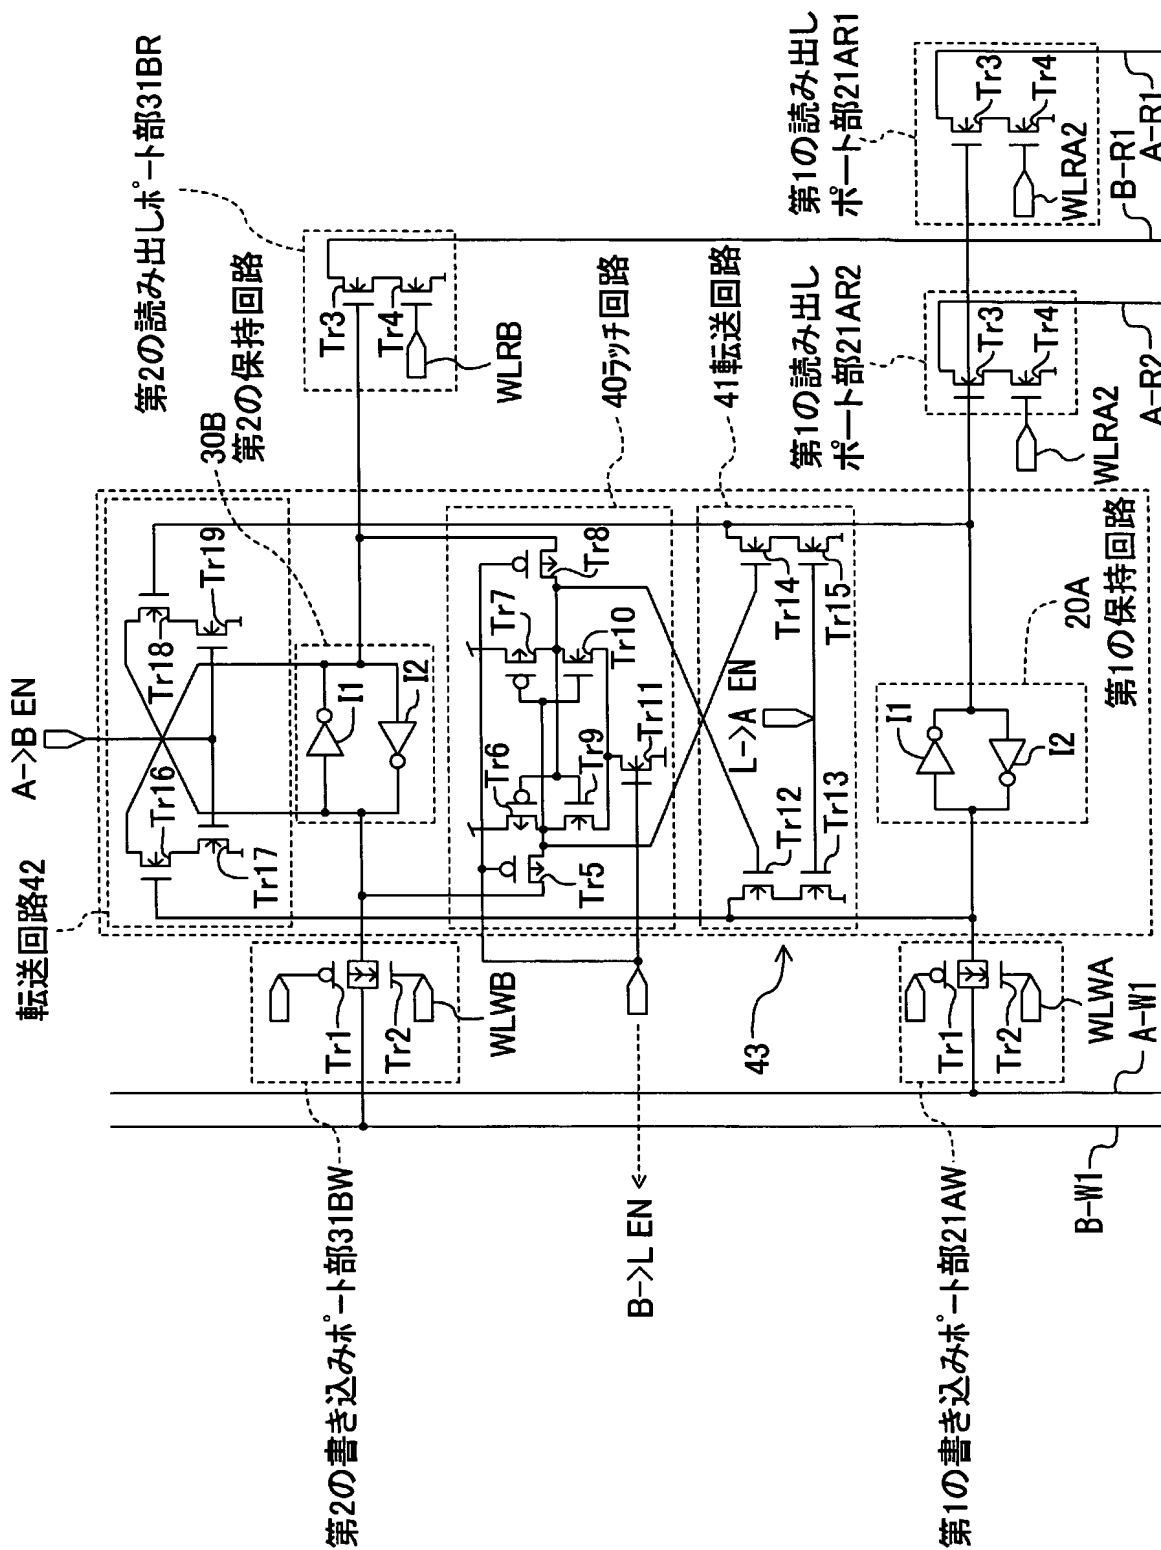 転送回路42
A->B EN
Tr16
Tr17
Tr18
Tr19
30B
第2の保持回路
第2の読み出しポート部31BR
Tr3
Tr4
WLRB
I1
I2
Tr1
Tr2
WLWB
第2の書き込みポート部31BW
Tr5
Tr6
Tr7
Tr8
Tr9
Tr10
Tr11
40ラッチ回路
B->L EN
43
41転送回路
L->A EN
Tr12
Tr13
Tr14
Tr15
第1の読み出し
ポート部21AR2
Tr3
Tr4
WLRA2
A-R2
第1の読み出し
ポート部21AR1
Tr3
Tr4
WLRA2
B-R1
A-R1
20A
第1の保持回路
I1
I2
Tr1
Tr2
WLWA
A-W1
B-W1
第1の書き込みポート部21AW